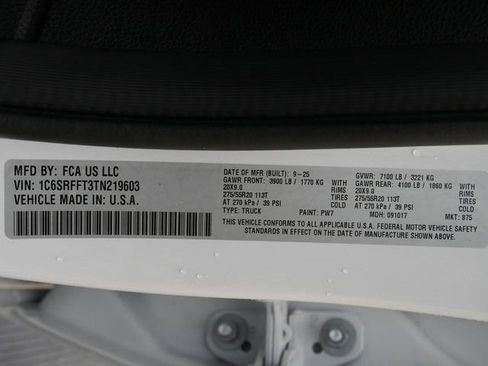 MFD BY: FCA US LLC
VIN: 1C6SRFFT3TN219603
VEHICLE MADE IN: U.S.A.
DATE OF MFR (BUILT): 9-25 GVWR: 7100 LB / 3221 KG
GAWR FRONT: 3900 LB / 1770 KG WITH GAWR REAR: 4100 LB / 1860 KG WITH
20X9.0 RIMS 20X9.0 RIMS
275/55R20 113T TIRES 275/55R20 113T TIRES
AT 270 kPa / 39 PSI COLD AT 270 kPa / 39 PSI COLD
TYPE: TRUCK PAINT: PW7 MDH: 091017 MKT: 875
THIS VEHICLE CONFORMS TO ALL APPLICABLE U.S.A. FEDERAL MOTOR VEHICLE SAFETY
STANDARDS IN EFFECT ON THE DATE OF MANUFACTURE SHOWN ABOVE.